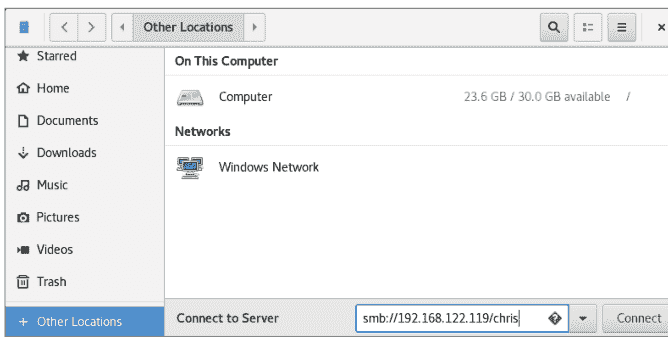 Other Locations
Starred
Home
Documents
Downloads
Music
Pictures
Videos
Trash
+ Other Locations
On This Computer
Computer 23.6 GB / 30.0 GB available /
Networks
Windows Network
Connect to Server smb://192.168.122.119/chris Connect